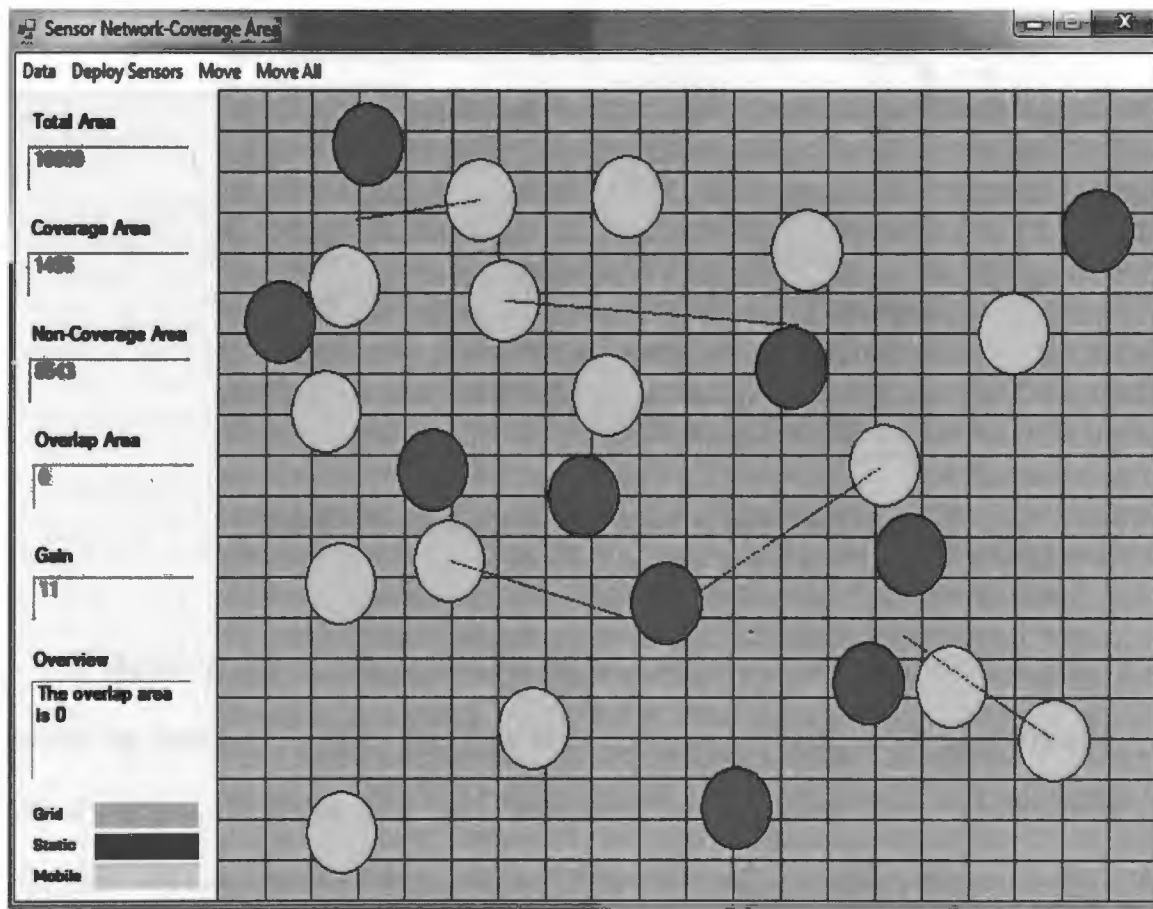 Sensor Network-Coverage Area
Data Deploy Sensors Move Move All
Total Area
Coverage Area
Non-Coverage Area
8543
Overlap Area
Gain
11
Overview
The overlap area
is 0
Grid
Static
Mobile